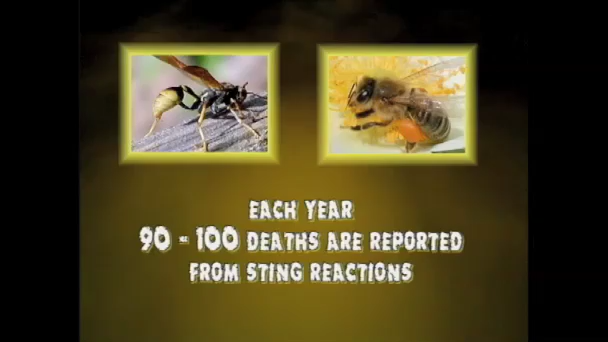 EACH YEAR
90 - 100 DEATHS ARE REPORTED
FROM STING REACTIONS